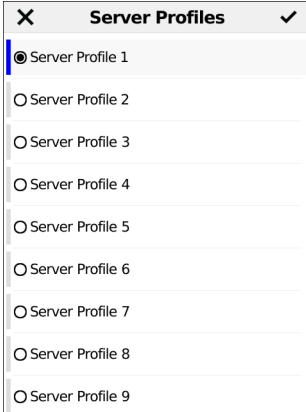 Server Profiles
Server Profile 1
Server Profile 2
Server Profile 3
Server Profile 4
Server Profile 5
Server Profile 6
Server Profile 7
Server Profile 8
Server Profile 9